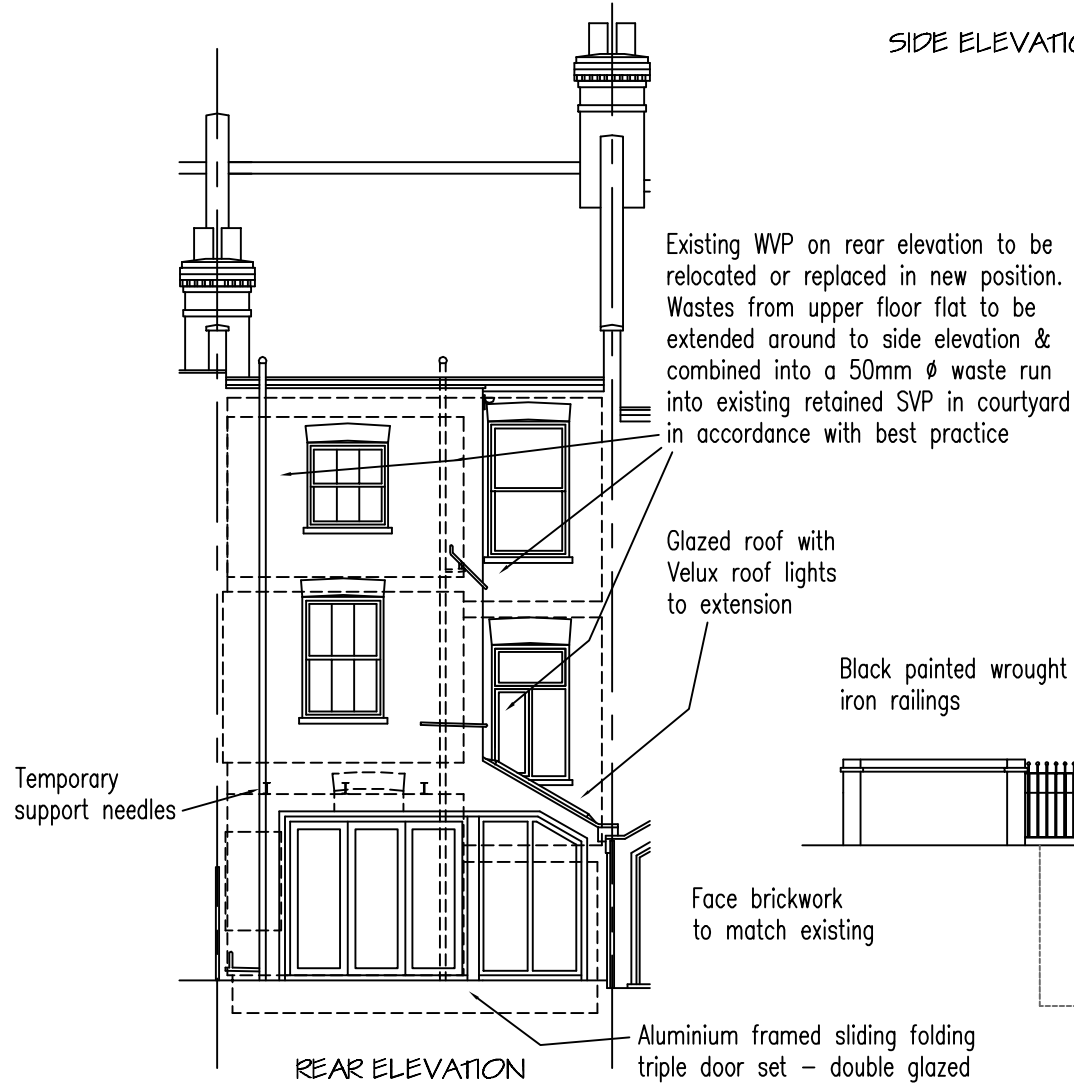 SIDE ELEVATIO
Existing WVP on rear elevation to be
relocated or replaced in new position.
Wastes from upper floor flat to be
extended around to side elevation &
combined into a 50mm ø waste run
into existing retained SVP in courtyard
in accordance with best practice
Glazed roof with
Velux roof lights
to extension
Black painted wrought
iron railings
Temporary
support needles
Face brickwork
to match existing
Aluminium framed sliding folding
triple door set – double glazed
REAR ELEVATION